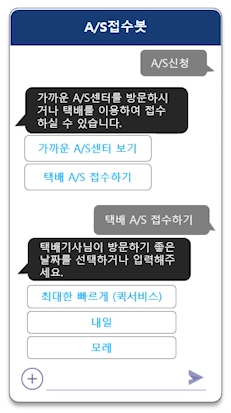 A/S접수봇
A/S신청
가까운 A/S센터를 방문하시
거나 택배를 이용하여 접수
하실 수 있습니다.
가까운 A/S센터 보기
택배 A/S 접수하기
택배 A/S 접수하기
택배기사님이 방문하기 좋은
날짜를 선택하거나 입력해주
세요.
최대한 빠르게 (퀵서비스)
내일
모레